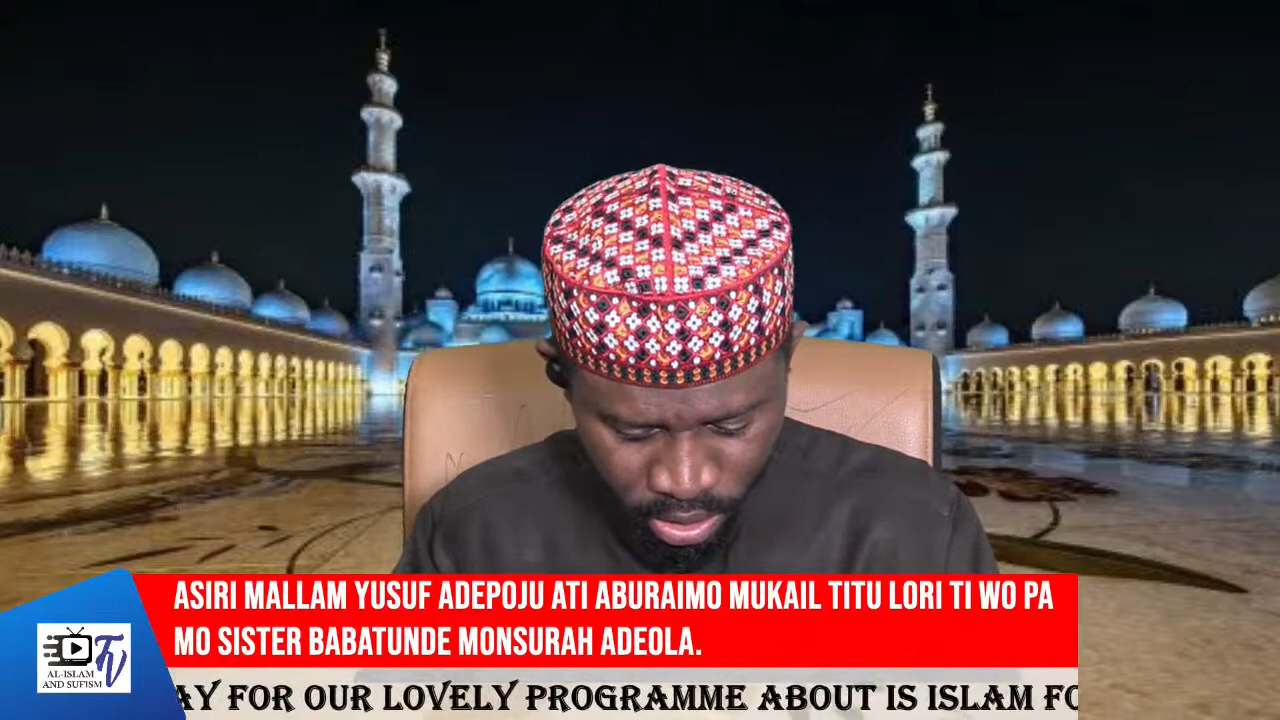 ASIRI MALLAM YUSUF ADEPOJU ATI ABURAIMO MUKAIL TITU LORI TI WO PA
MO SISTER BABATUNDE MONSURAH ADEOLA.
TV
AL-ISLAM
AND SUFISM
AY FOR OUR LOVELY PROGRAMME ABOUT IS ISLAM FO